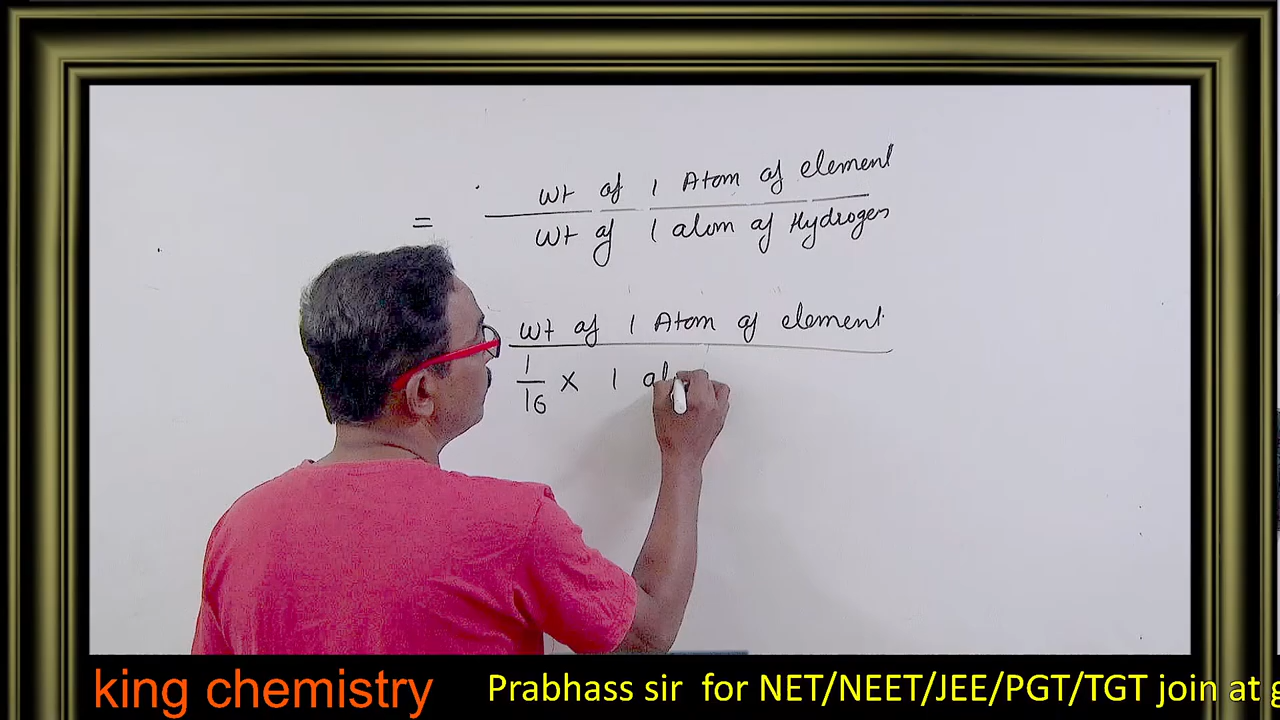 Wt of 1 Atom of element
=
Wt of 1 atom of Hydrogen
Wt of 1 Atom of element
1
16 × 1
king chemistry
Prabhass sir for NET/NEET/JEE/PGT/TGT join at g